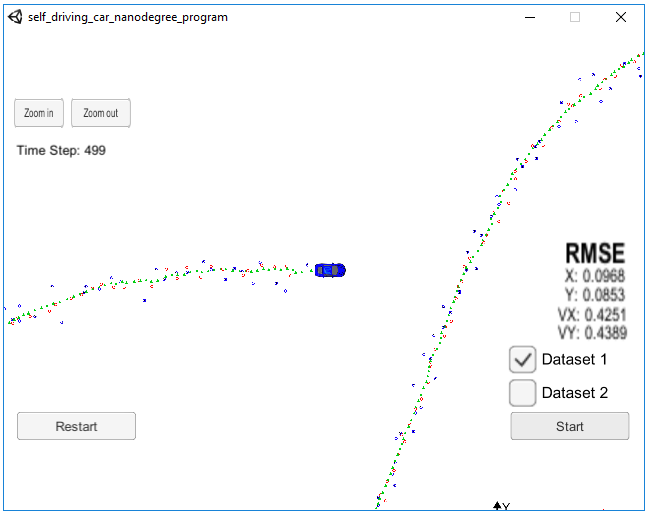 self_driving_car_nanodegree_program
Zoom in
Zoom out
Time Step: 499
RMSE
X: 0.0968
Y: 0.0853
VX: 0.4251
VY: 0.4389
Dataset 1
Dataset 2
Restart
Start
Y